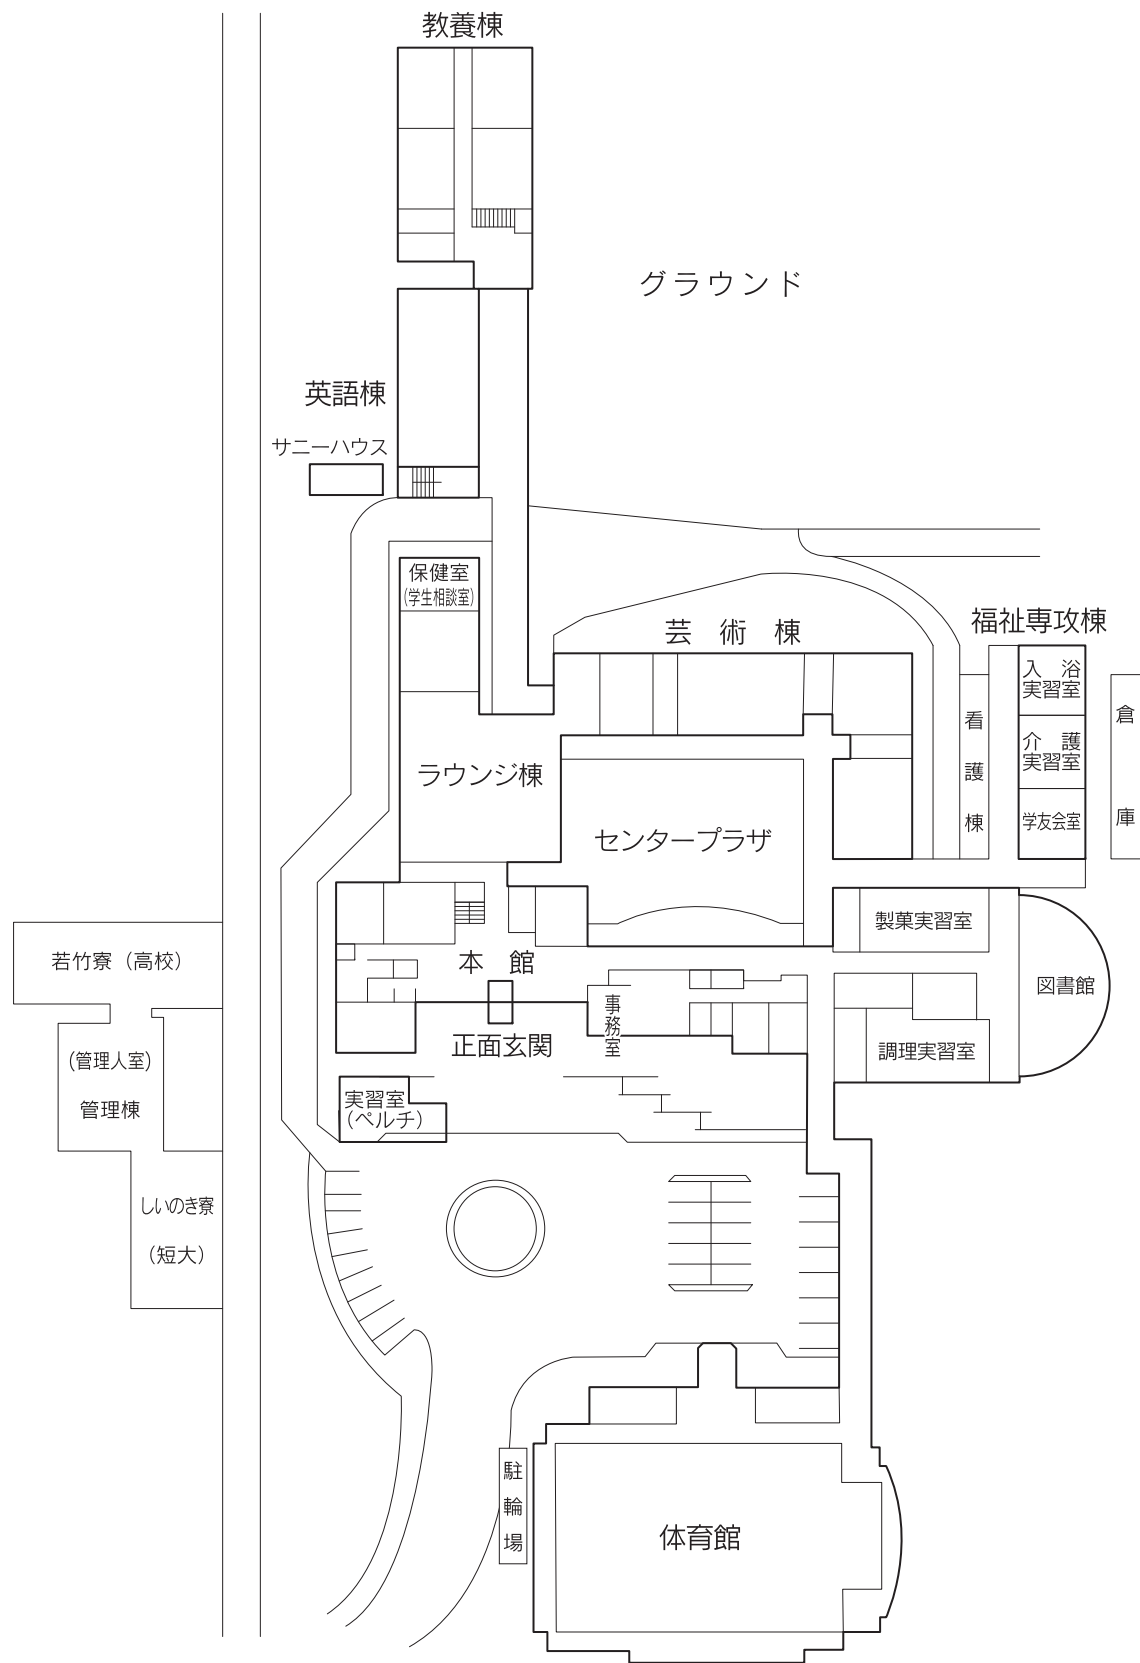 教養棟
グラウンド
英語棟
サニーハウス
保健室
(学生相談室)
芸術棟
福祉専攻棟
入浴
実習室
介護
実習室
学友会室
看護棟
倉庫
ラウンジ棟
センタープラザ
製菓実習室
図書館
調理実習室
本館
事務室
正面玄関
実習室
(ペルチ)
若竹寮(高校)
(管理人室)
管理棟
しいのき寮
(短大)
駐輪場
体育館